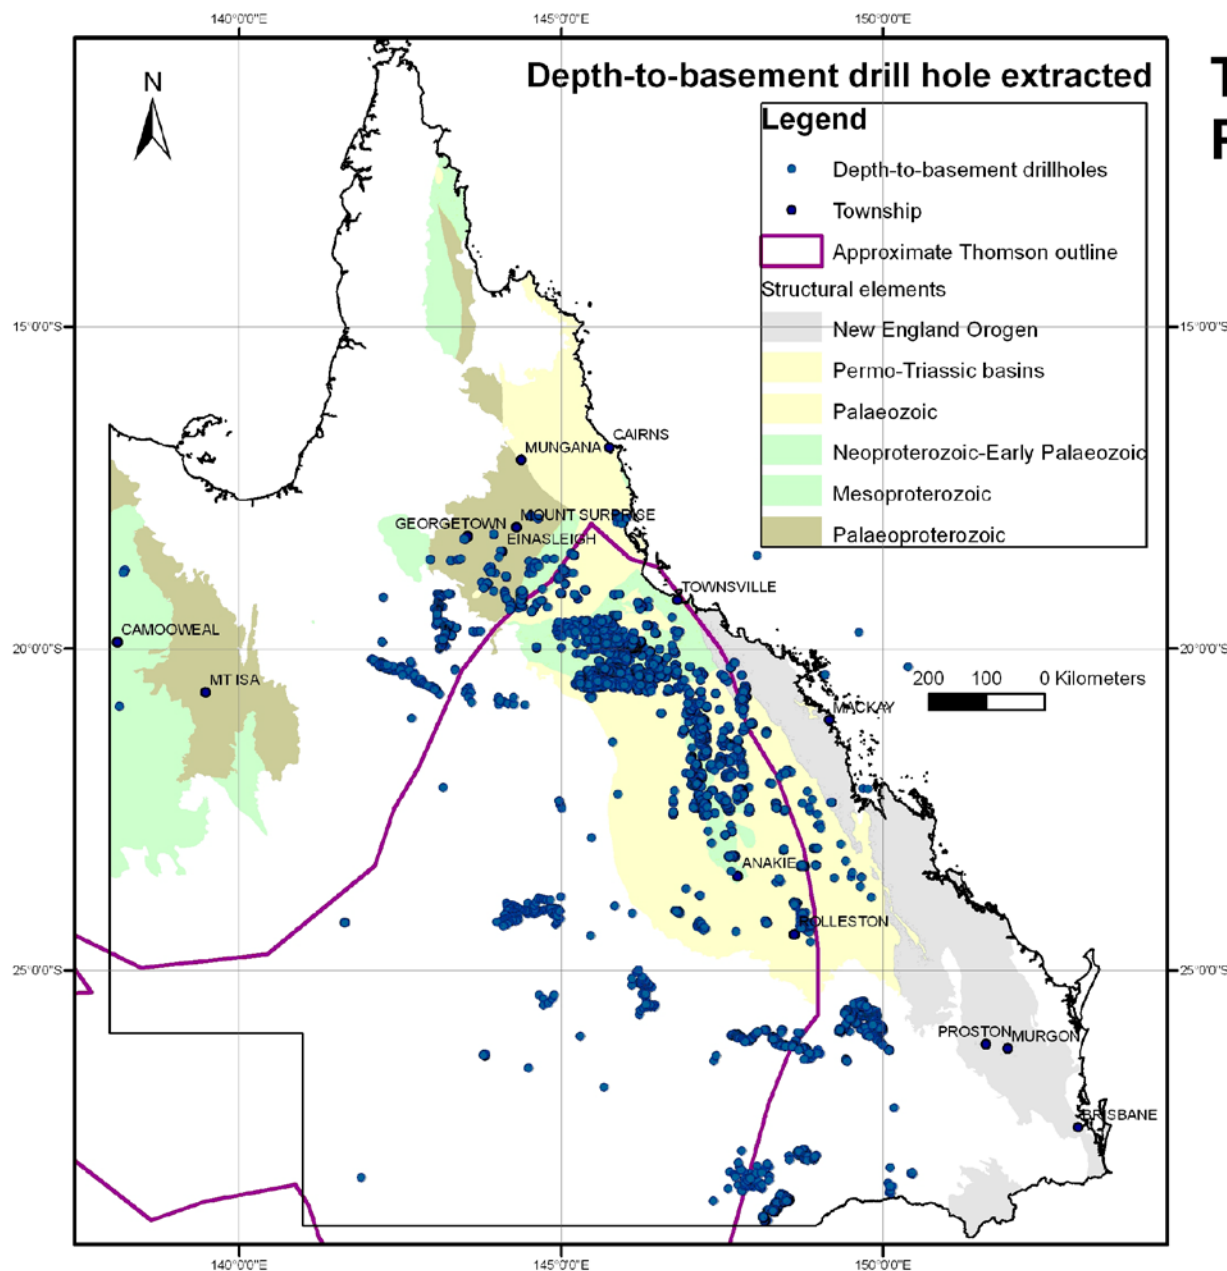 140°0'0"E 145°0'0"E 150°0'0"E
N
Depth-to-basement drill hole extracted
T
Legend
Depth-to-basement drillholes
Township
Approximate Thomson outline
Structural elements
15°0'0"S 15°0'0"S
New England Orogen
Permo-Triassic basins
Palaeozoic
Neoproterozoic-Early Palaeozoic
Mesoproterozoic
Palaeoproterozoic
CAIRNS
MUNGANA
MOUNT SURPRISE
GEORGETOWN
EINASLEIGH
TOWNSVILLE
CAMOOWEAL
20°0'0"S 20°0'0"S
MT ISA
200 100 0 Kilometers
MACKAY
ANAKIE
ROLLESTON
25°0'0"S 25°0'0"S
PROSTON
MURGON
BRISBANE
140°0'0"E 145°0'0"E 150°0'0"E